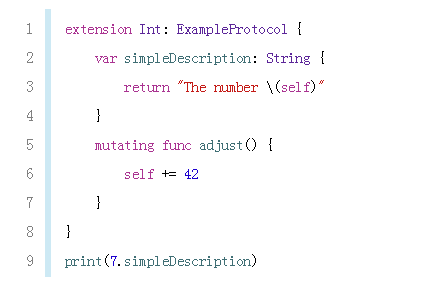 1 extension Int: ExampleProtocol {
2     var simpleDescription: String {
3         return "The number \(self)"
4     }
5     mutating func adjust() {
6         self += 42
7     }
8 }
9 print(7.simpleDescription)